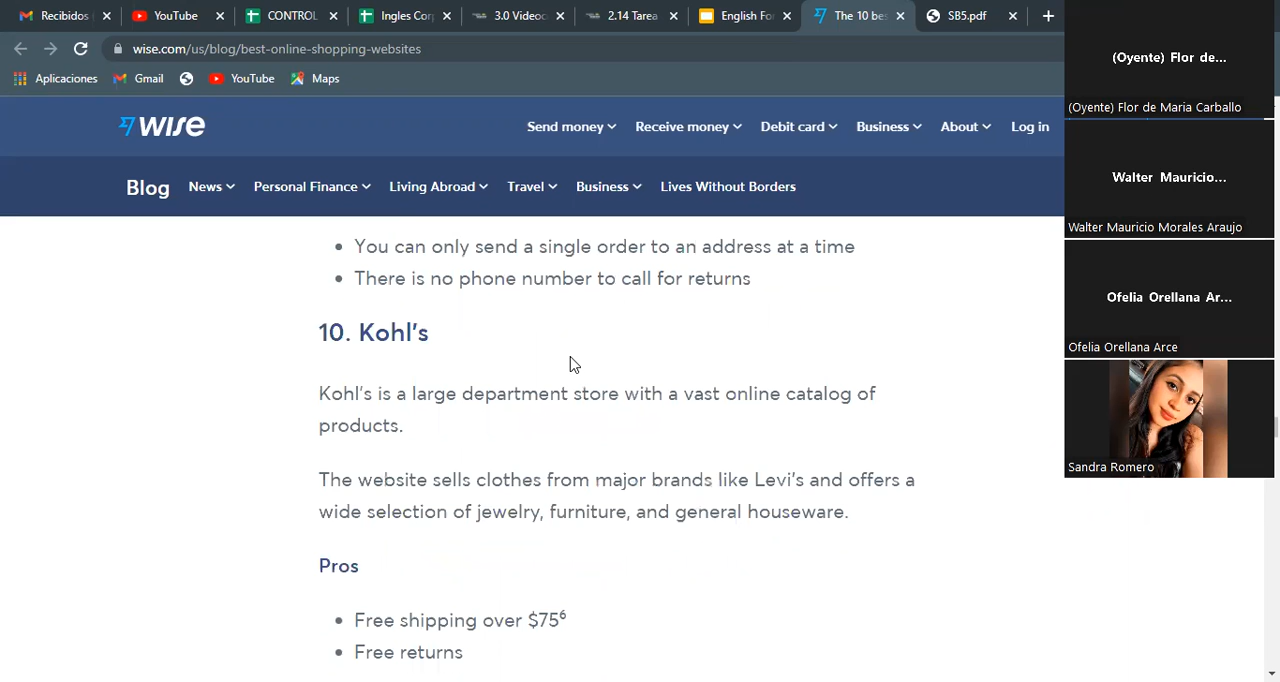 Recibidos
YouTube
CONTROL
Ingles Cor
3.0 Videoc
2.14 Tarea
English For
The 10 bes
SB5.pdf
wise.com/us/blog/best-online-shopping-websites
Aplicaciones
Gmail
YouTube
Maps
WISE
Send money
Receive money
Debit card
Business
About
Log in
Blog
News
Personal Finance
Living Abroad
Travel
Business
Lives Without Borders
• You can only send a single order to an address at a time
• There is no phone number to call for returns
10. Kohl's
Kohl's is a large department store with a vast online catalog of
products.
The website sells clothes from major brands like Levi's and offers a
wide selection of jewelry, furniture, and general houseware.
Pros
• Free shipping over $75⁶
• Free returns
(Oyente) Flor de...
(Oyente) Flor de Maria Carballo
Walter Mauricio...
Walter Mauricio Morales Araujo
Ofelia Orellana Ar...
Ofelia Orellana Arce
Sandra Romero